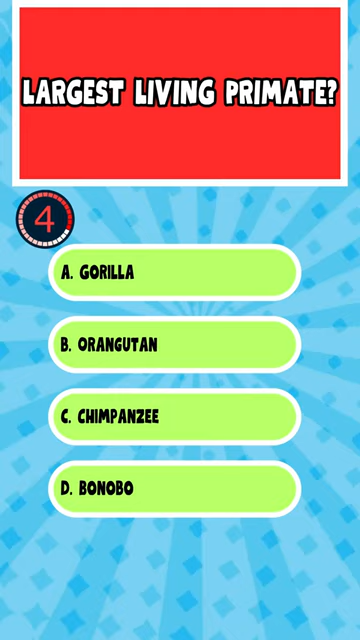 LARGEST LIVING PRIMATE?
4
A. GORILLA
B. ORANGUTAN
C. CHIMPANZEE
D. BONOBO